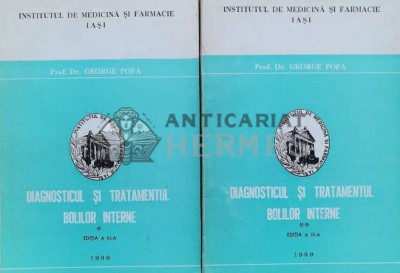 INSTITUTUL DE MEDICINĂ ȘI FARMACIE
IAȘI
Prof. Dr. GEORGE POPA
DIAGNOSTICUL ȘI TRATAMENTUL
BOLILOR INTERNE
*
EDIȚIA A III-A
INSTITUTUL DE MEDICINĂ ȘI FARMACIE
IAȘI
Prof. Dr. GEORGE POPA
DIAGNOSTICUL ȘI TRATAMENTUL
BOLILOR INTERNE
**
EDIȚIA A III-A
1989
ANTICARIAT
HERMES